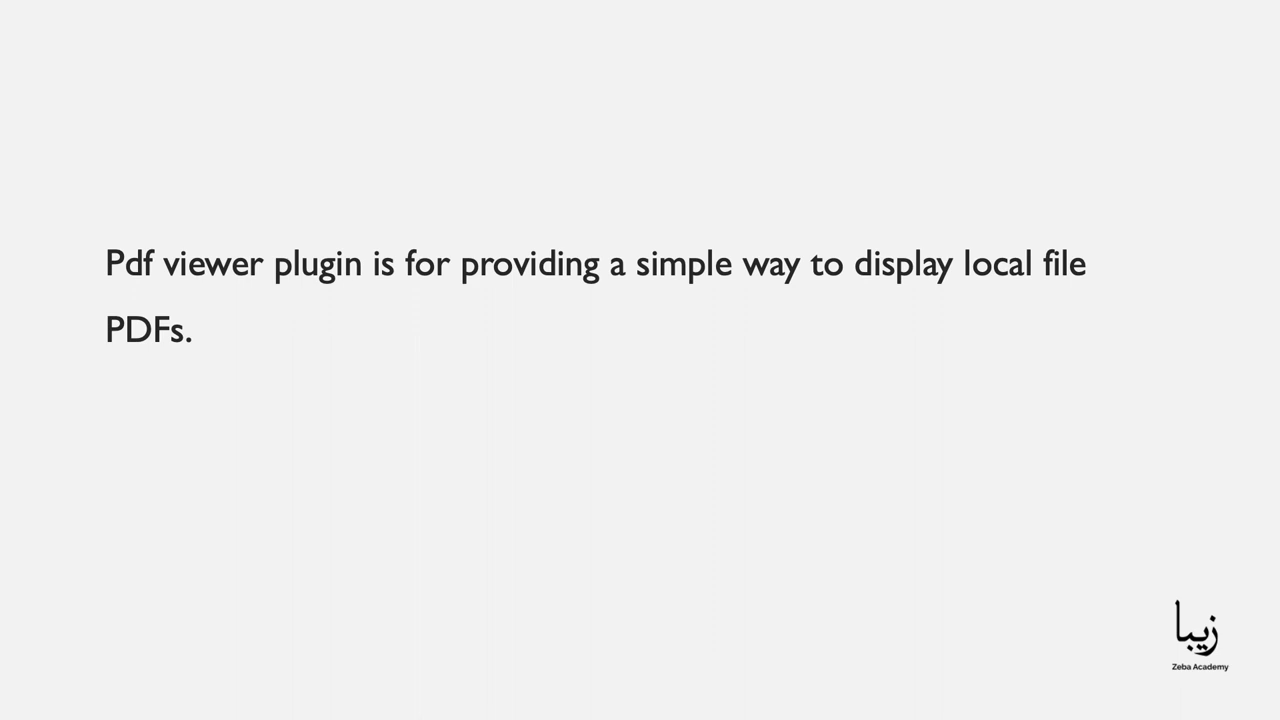 Pdf viewer plugin is for providing a simple way to display local file
PDFs.
زيبا
Zeba Academy